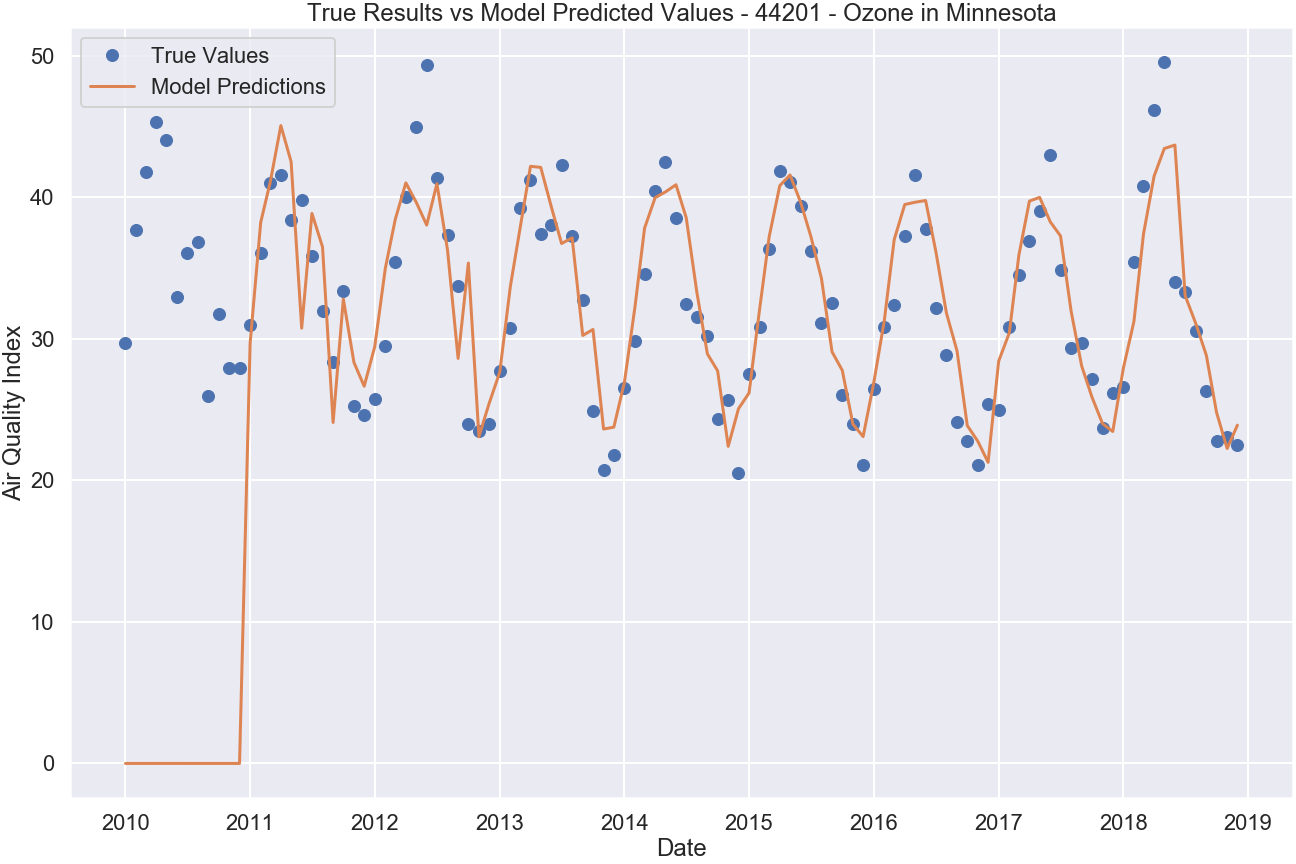 True Results vs Model Predicted Values - 44201 - Ozone in Minnesota
True Values
Model Predictions
50
40
30
20
10
0
Air Quality Index
2010 2011 2012 2013 2014 2015 2016 2017 2018 2019
Date